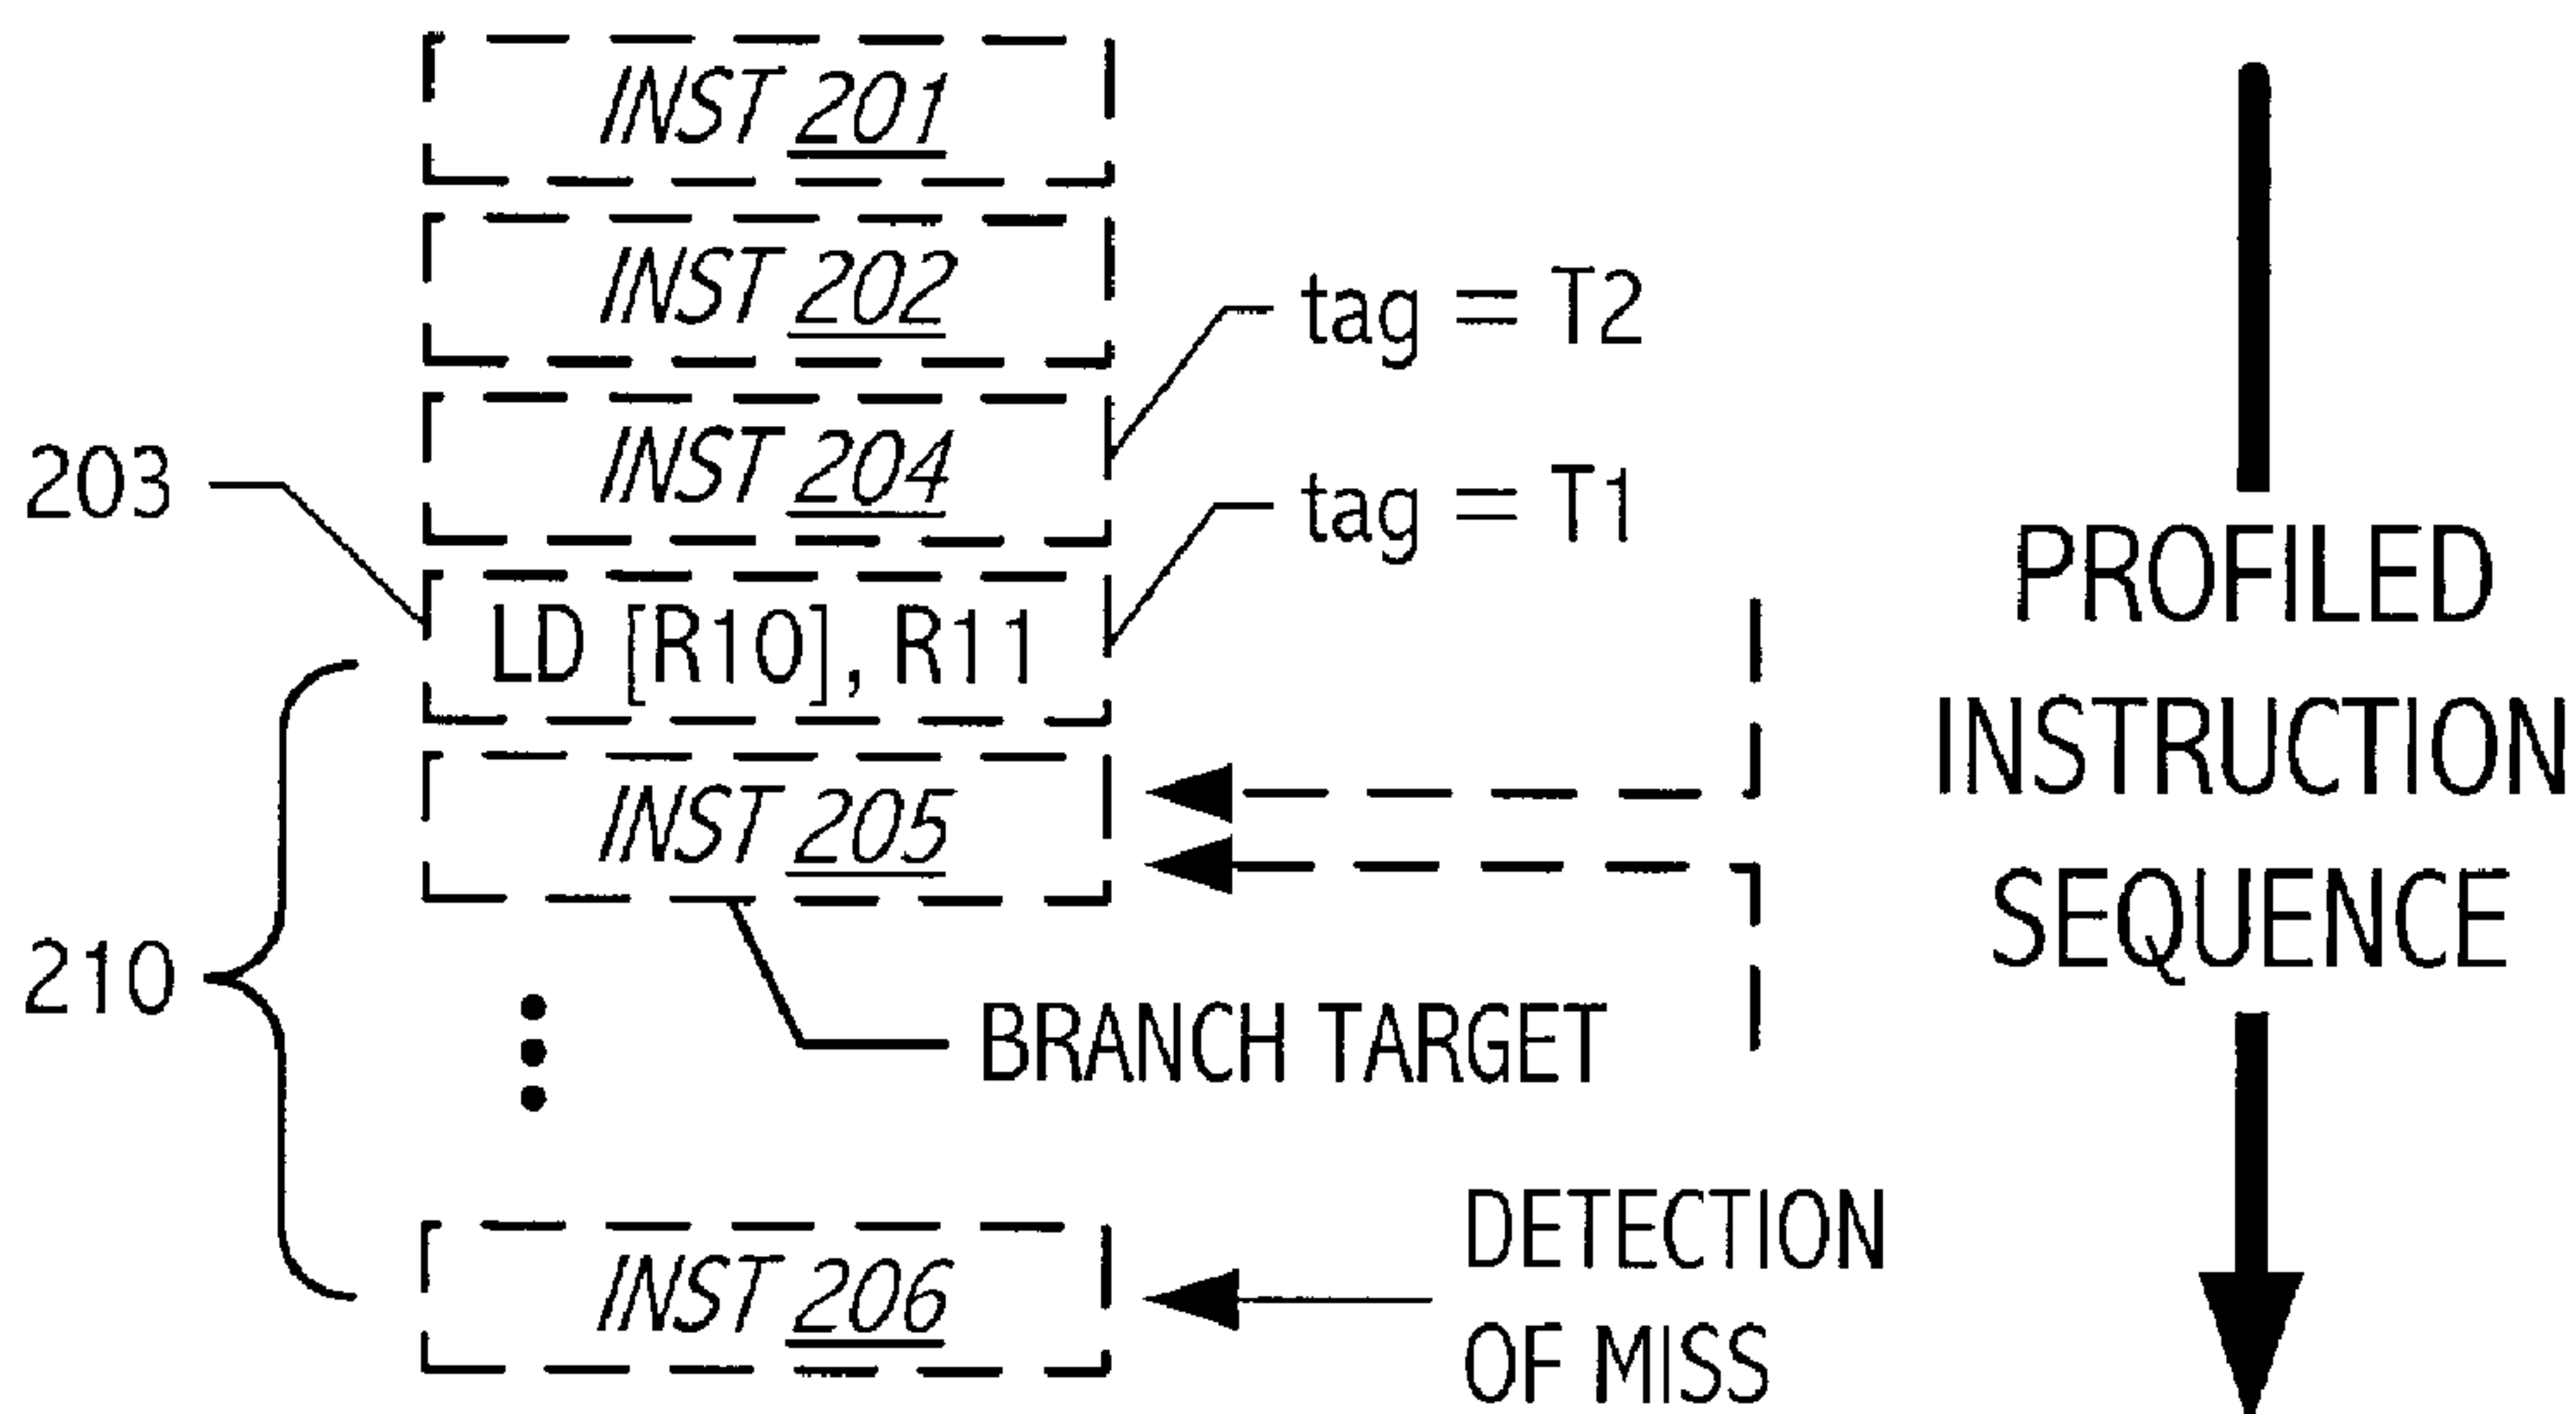 INST 201
INST 202
tag = T2
INST 204
203
tag = T1
LD [R10], R11
PROFILED
INSTRUCTION
SEQUENCE
INST 205
210
BRANCH TARGET
INST 206
DETECTION
OF MISS